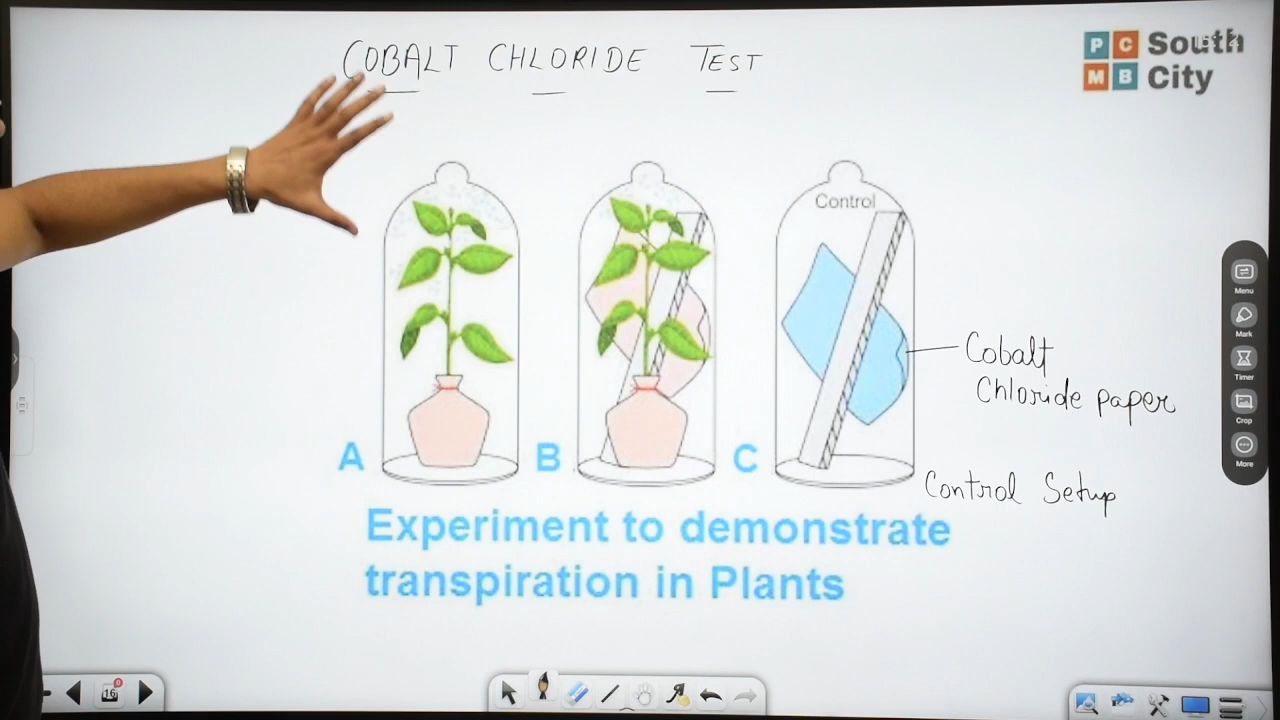 COBALT CHLORIDE TEST
P C
M B
South
City
Control
Cobalt
Chloride paper
A
B
C
Control Setup
Experiment to demonstrate
transpiration in Plants
Menu
Mark
Timer
Crop
More
16